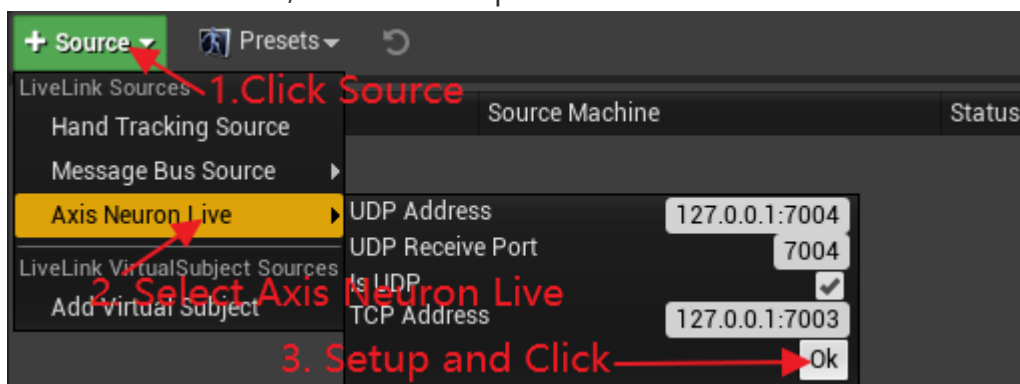 + Source Presets
LiveLink Sources
1.Click Source
Source Machine
Status
Hand Tracking Source
Message Bus Source
Axis Neuron Live
UDP Address 127.0.0.1:7004
UDP Receive Port 7004
LiveLink VirtualSubject Sources
Is UDP
2. Select Axis Neuron Live
Add Virtual Subject
TCP Address 127.0.0.1:7003
3. Setup and Click
Ok